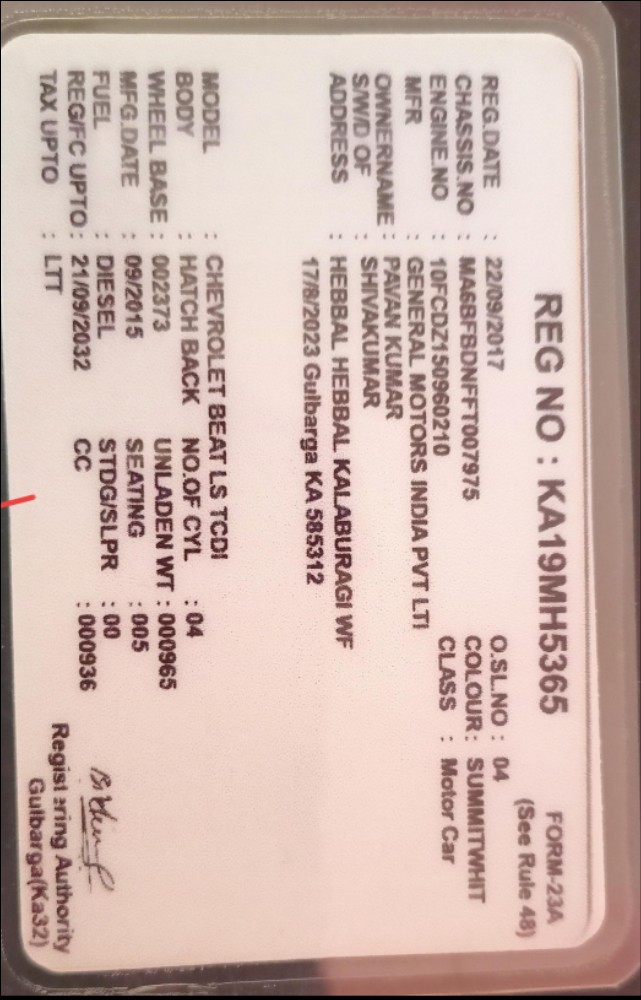 FORM-23A
(See Rule 48)
REG NO : KA19MH5365
REG.DATE : 22/09/2017 O.SL.NO : 04
CHASSIS.NO : MA6BFBDNFFT007975 COLOUR : SUMMITWHIT
ENGINE.NO : 10FCDZ150960210 CLASS : Motor Car
MFR : GENERAL MOTORS INDIA PVT LTI
OWNERNAME : PAVAN KUMAR
S/W/D OF : SHIVAKUMAR
ADDRESS : HEBBAL HEBBAL KALABURAGI WF
17/8/2023 Gulbarga KA 585312
MODEL : CHEVROLET BEAT LS TCDI
BODY : HATCH BACK NO.OF CYL : 04
WHEEL BASE : 002373 UNLADEN WT : 000965
MFG.DATE : 09/2015 SEATING : 005
FUEL : DIESEL STDG/SLPR : 00
REG/FC UPTO : 21/09/2032 CC : 000936
TAX UPTO : LTT
Registering Authority
Gulbarga(Ka32)